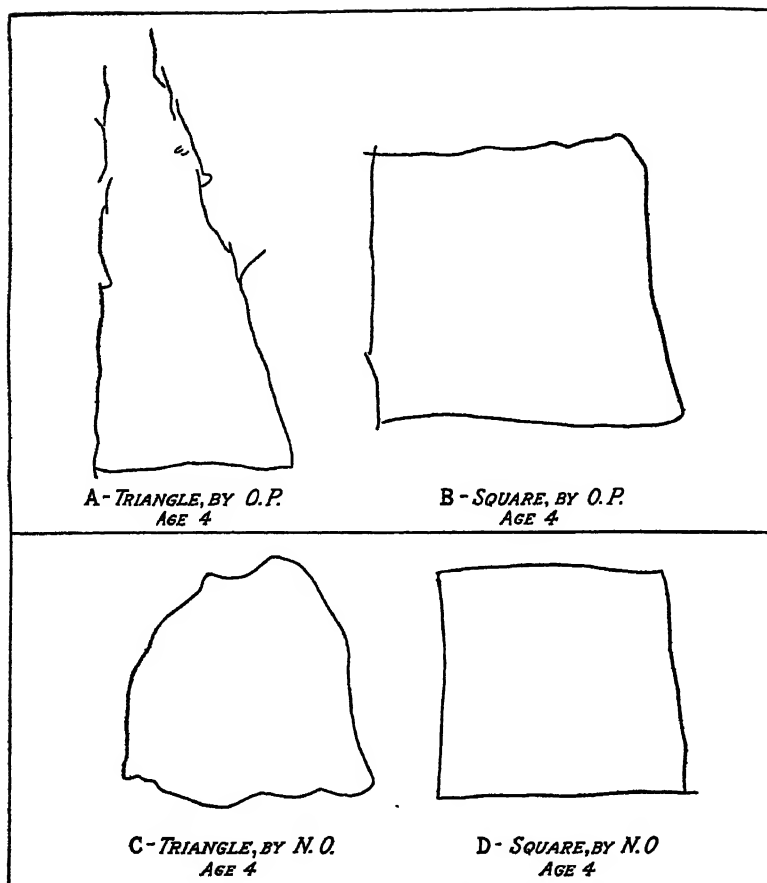 A-TRIANGLE, BY O.P.
AGE 4
B-SQUARE, BY O.P.
AGE 4
C-TRIANGLE, BY N.O.
AGE 4
D-SQUARE, BY N.O
AGE 4